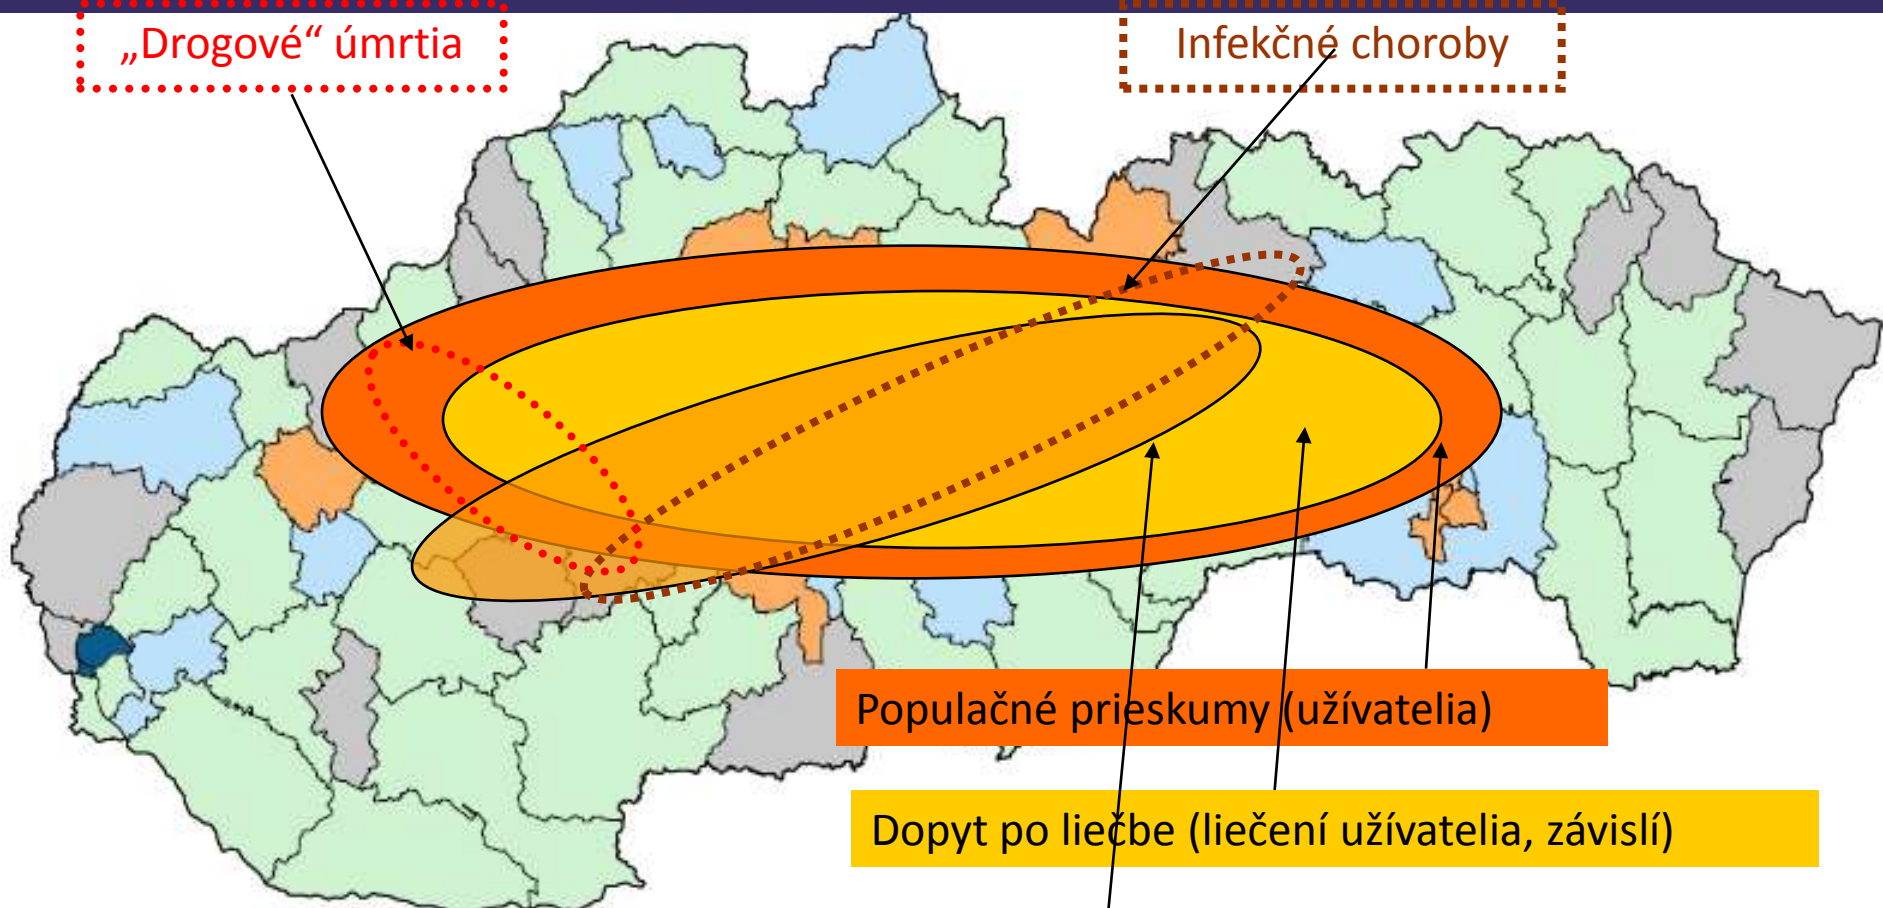 „Drogové“ úmrtia
Infekčné choroby
Populačné prieskumy (užívatelia)
Dopyt po liečbe (liečení užívatelia, závislí)